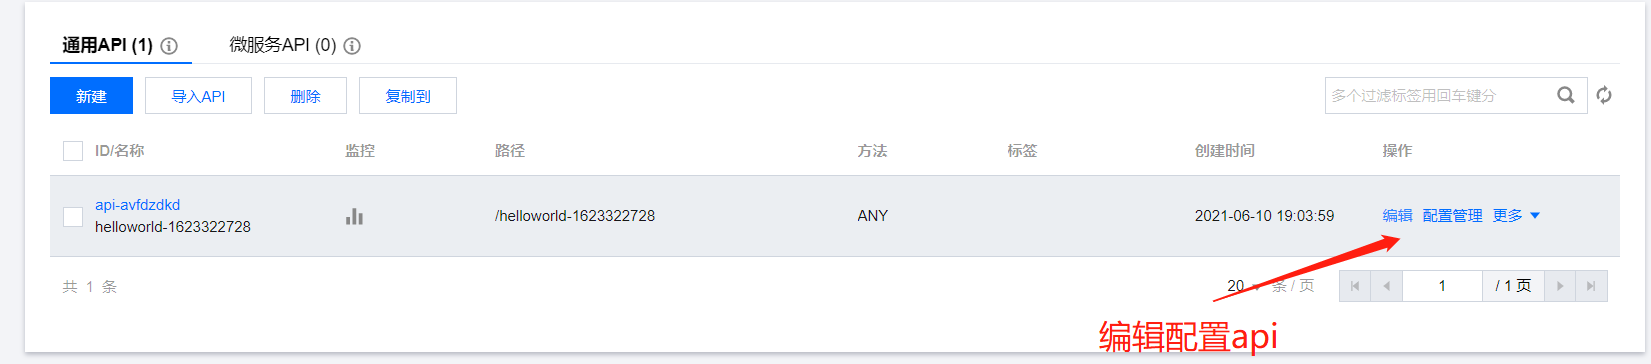 通用API (1) 微服务API (0)
新建 导入API 删除 复制到 多个过滤标签用回车键分
ID/名称 监控 路径 方法 标签 创建时间 操作
api-avfdzdkd
helloworld-1623322728 /helloworld-1623322728 ANY 2021-06-10 19:03:59 编辑 配置管理 更多
共 1 条 20 条 / 页 1 / 1 页
编辑配置api